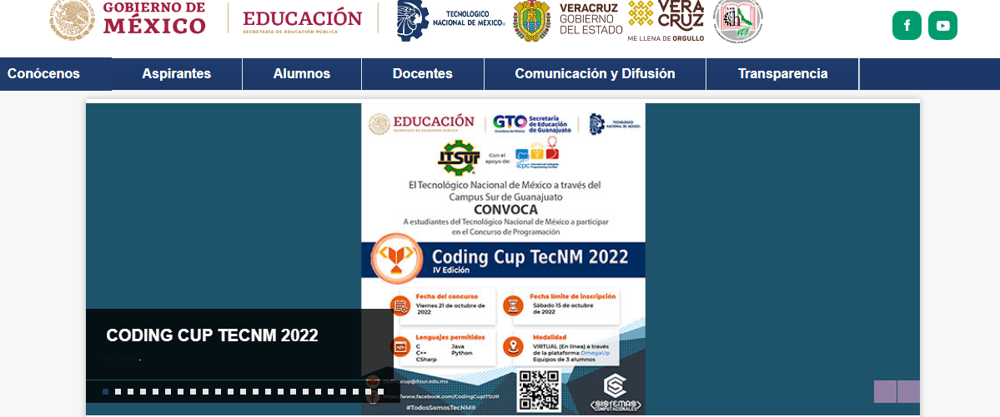 GOBIERNO DE
MÉXICO
EDUCACIÓN
SECRETARÍA DE EDUCACIÓN PÚBLICA
TECNOLÓGICO
NACIONAL DE MÉXICO
VERACRUZ
GOBIERNO
DEL ESTADO
VERA
CRUZ
ME LLENA DE ORGULLO
Conócenos
Aspirantes
Alumnos
Docentes
Comunicación y Difusión
Transparencia
EDUCACIÓN
SECRETARÍA DE EDUCACIÓN PÚBLICA
GTO
Secretaría
de Educación
de Guanajuato
TECNOLÓGICO
NACIONAL DE MÉXICO
ITSUR
Con el
apoyo de:
icpc
El Tecnológico Nacional de México a través del
Campus Sur de Guanajuato
CONVOCA
A estudiantes del Tecnológico Nacional de México a participar
en el Concurso de Programación
Coding Cup TecNM 2022
IV Edición
Fecha del concurso
Viernes 21 de octubre de
2022
Fecha límite de inscripción
Sábado 15 de octubre
de 2022
Lenguajes permitidos
C
C++
CSharp
Java
Python
Modalidad
VIRTUAL (En línea) a través
de la plataforma OmegaUp
Equipos de 3 alumnos
CODING CUP TECNM 2022
@itsur.edu.mx
https://www.facebook.com/CodingCupITSUR
#TodosSomosTecNM®
SISTEMAS
COMPUTACIONALES